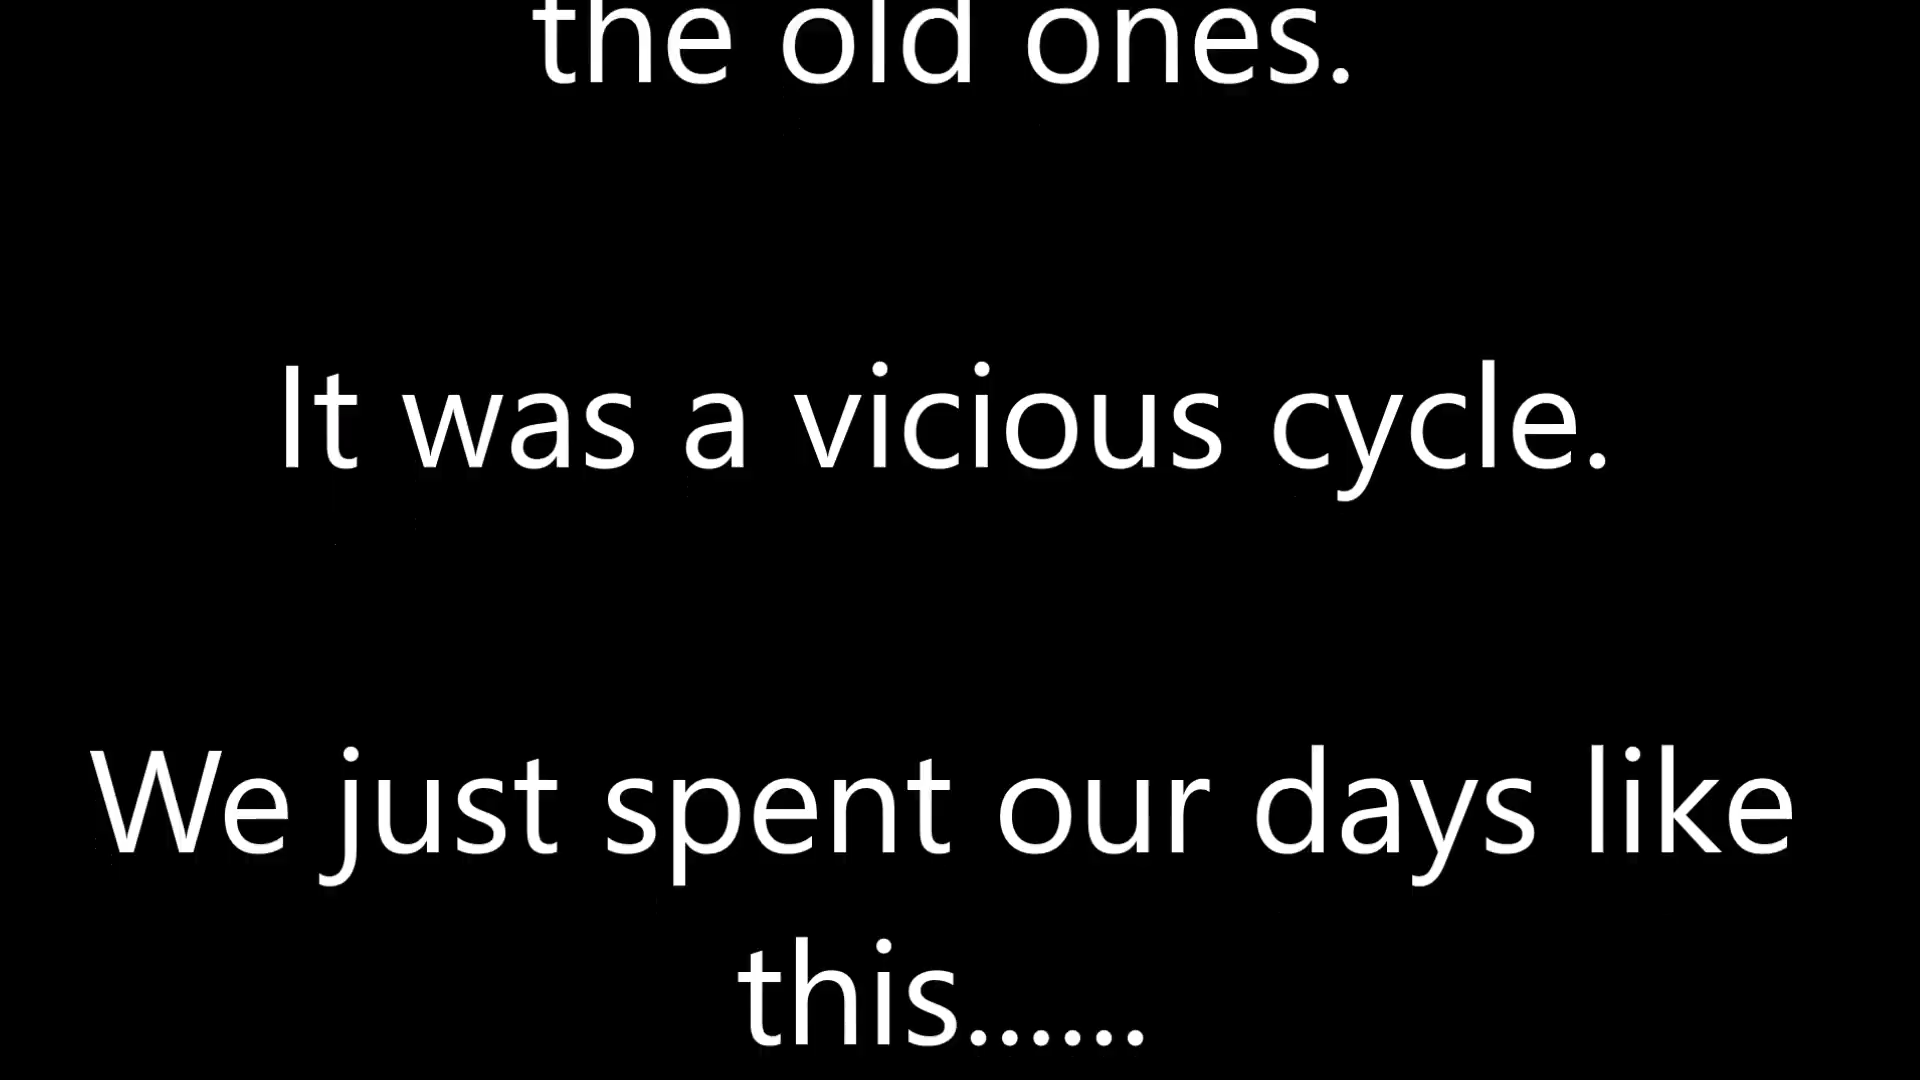 the old ones.
It was a vicious cycle.
We just spent our days like
this......